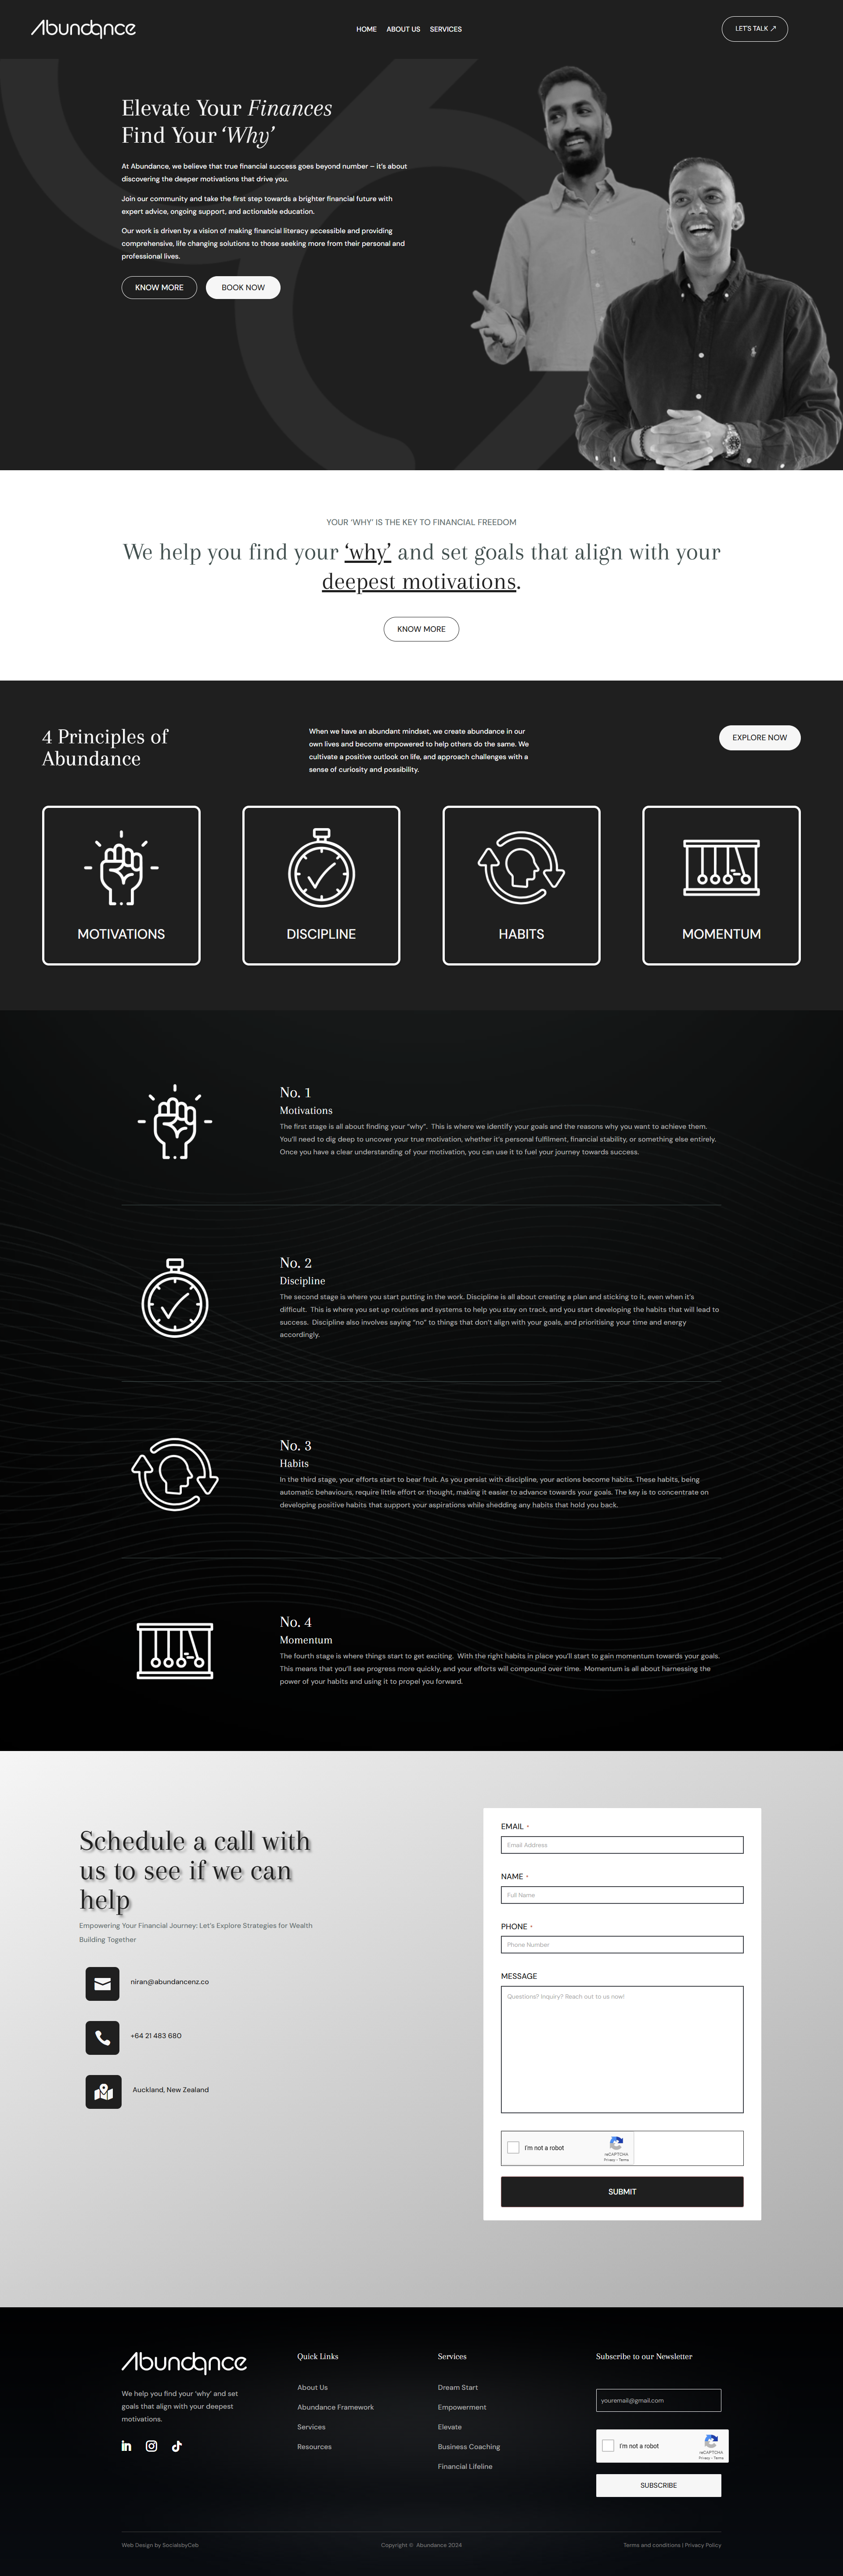 Abundance
HOME ABOUT US SERVICES
LET'S TALK ↗
Elevate Your Finances
Find Your ‘Why’
At Abundance, we believe that true financial success goes beyond number – it’s about
discovering the deeper motivations that drive you.
Join our community and take the first step towards a brighter financial future with
expert advice, ongoing support, and actionable education.
Our work is driven by a vision of making financial literacy accessible and providing
comprehensive, life changing solutions to those seeking more from their personal and
professional lives.
KNOW MORE
BOOK NOW
YOUR ‘WHY’ IS THE KEY TO FINANCIAL FREEDOM
We help you find your ‘why’ and set goals that align with your
deepest motivations.
KNOW MORE
4 Principles of
Abundance
When we have an abundant mindset, we create abundance in our
own lives and become empowered to help others do the same. We
cultivate a positive outlook on life, and approach challenges with a
sense of curiosity and possibility.
EXPLORE NOW
MOTIVATIONS
DISCIPLINE
HABITS
MOMENTUM
No. 1
Motivations
The first stage is all about finding your “why”. This is where we identify your goals and the reasons why you want to achieve them.
You’ll need to dig deep to uncover your true motivation, whether it’s personal fulfilment, financial stability, or something else entirely.
Once you have a clear understanding of your motivation, you can use it to fuel your journey towards success.
No. 2
Discipline
The second stage is where you start putting in the work. Discipline is all about creating a plan and sticking to it, even when it’s
difficult. This is where you set up routines and systems to help you stay on track, and you start developing the habits that will lead to
success. Discipline also involves saying “no” to things that don’t align with your goals, and prioritising your time and energy
accordingly.
No. 3
Habits
In the third stage, your efforts start to bear fruit. As you persist with discipline, your actions become habits. These habits, being
automatic behaviours, require little effort or thought, making it easier to advance towards your goals. The key is to concentrate on
developing positive habits that support your aspirations while shedding any habits that hold you back.
No. 4
Momentum
The fourth stage is where things start to get exciting. With the right habits in place you’ll start to gain momentum towards your goals.
This means that you’ll see progress more quickly, and your efforts will compound over time. Momentum is all about harnessing the
power of your habits and using it to propel you forward.
Schedule a call with
us to see if we can
help
Empowering Your Financial Journey: Let’s Explore Strategies for Wealth
Building Together
niran@abundancenz.co
+64 21 483 680
Auckland, New Zealand
EMAIL *
Email Address
NAME *
Full Name
PHONE *
Phone Number
MESSAGE
Questions? Inquiry? Reach out to us now!
I'm not a robot
reCAPTCHA
Privacy - Terms
SUBMIT
Abundance
We help you find your ‘why’ and set
goals that align with your deepest
motivations.
Quick Links
About Us
Abundance Framework
Services
Resources
Services
Dream Start
Empowerment
Elevate
Business Coaching
Financial Lifeline
Subscribe to our Newsletter
youremail@gmail.com
I'm not a robot
reCAPTCHA
Privacy - Terms
SUBSCRIBE
Web Design by SocialsbyCeb
Copyright © Abundance 2024
Terms and conditions | Privacy Policy